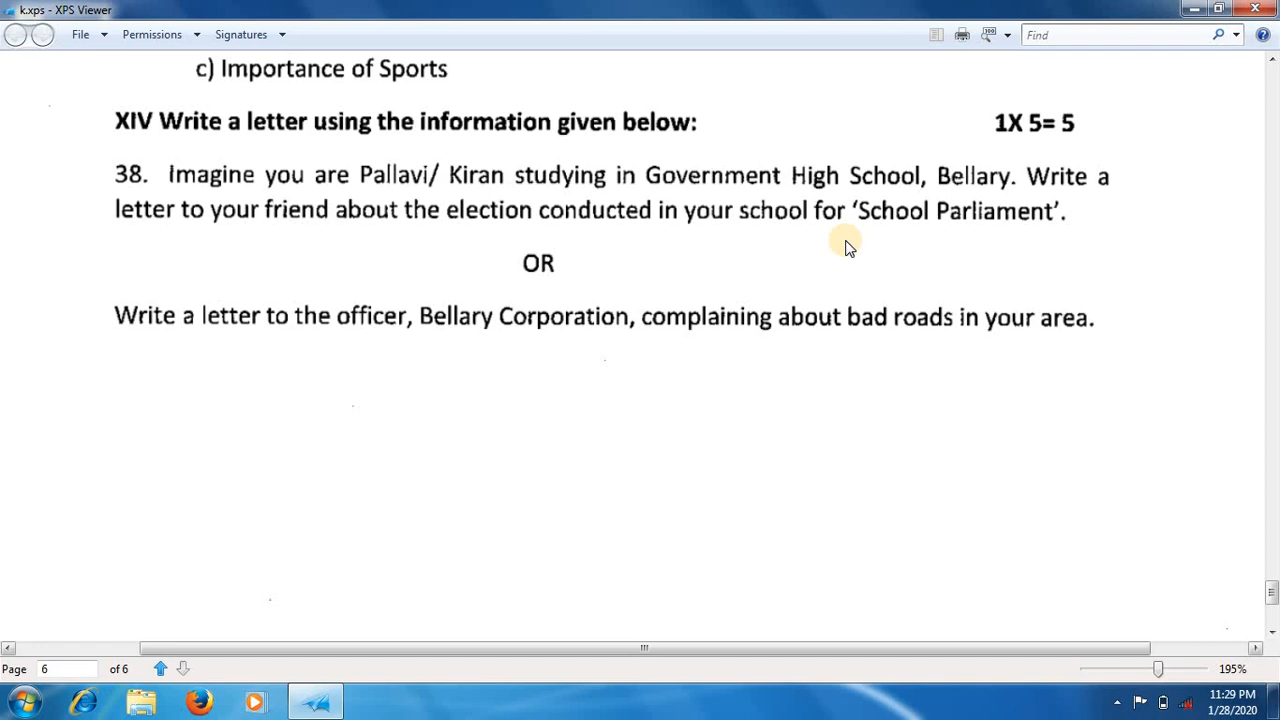 k.xps - XPS Viewer
File Permissions Signatures Find
c) Importance of Sports
XIV Write a letter using the information given below: 1X 5= 5
38. Imagine you are Pallavi/ Kiran studying in Government High School, Bellary. Write a
letter to your friend about the election conducted in your school for ‘School Parliament’.
OR
Write a letter to the officer, Bellary Corporation, complaining about bad roads in your area.
Page 6 of 6 195%
11:29 PM
1/28/2020